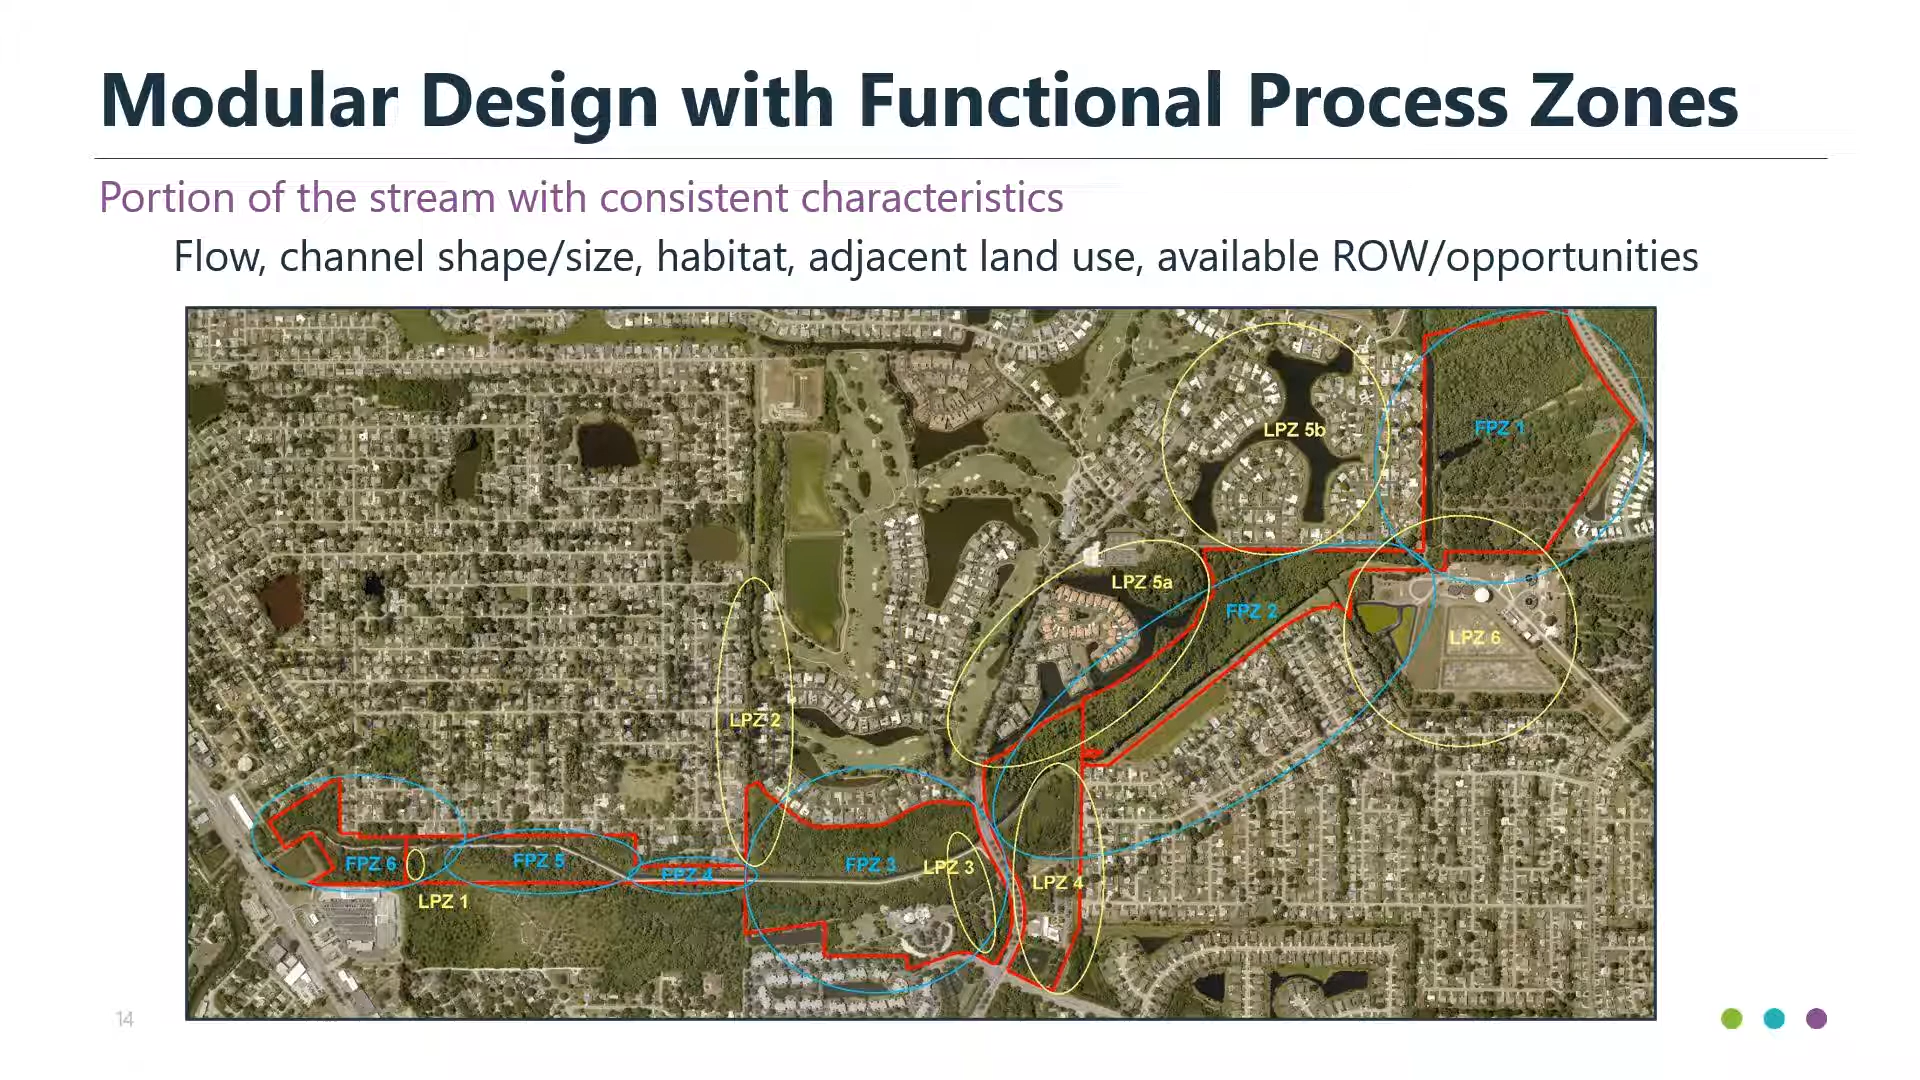 Modular Design with Functional Process Zones
Portion of the stream with consistent characteristics
Flow, channel shape/size, habitat, adjacent land use, available ROW/opportunities
LPZ 5b
FPZ 1
LPZ 5a
FPZ 2
LPZ 6
LPZ 2
FPZ 6
FPZ 5
FPZ 4
FPZ 3
LPZ 3
LPZ 4
LPZ 1
14